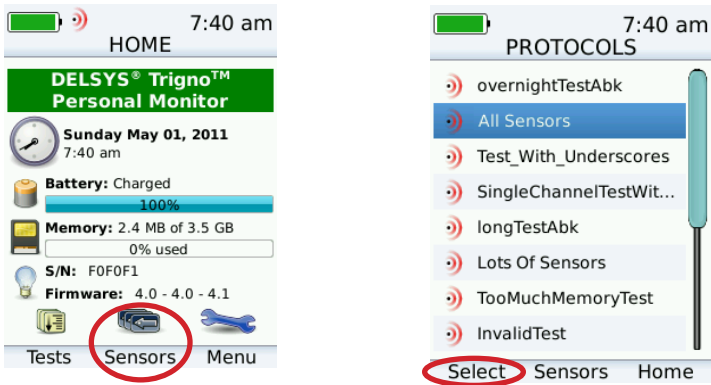 7:40 am
HOME
DELSYS® Trigno™
Personal Monitor
Sunday May 01, 2011
7:40 am
Battery: Charged
100%
Memory: 2.4 MB of 3.5 GB
0% used
S/N: F0F0F1
Firmware: 4.0 - 4.0 - 4.1
Tests Sensors Menu
7:40 am
PROTOCOLS
overnightTestAbk
All Sensors
Test_With_Underscores
SingleChannelTestWit...
longTestAbk
Lots Of Sensors
TooMuchMemoryTest
InvalidTest
Select Sensors Home